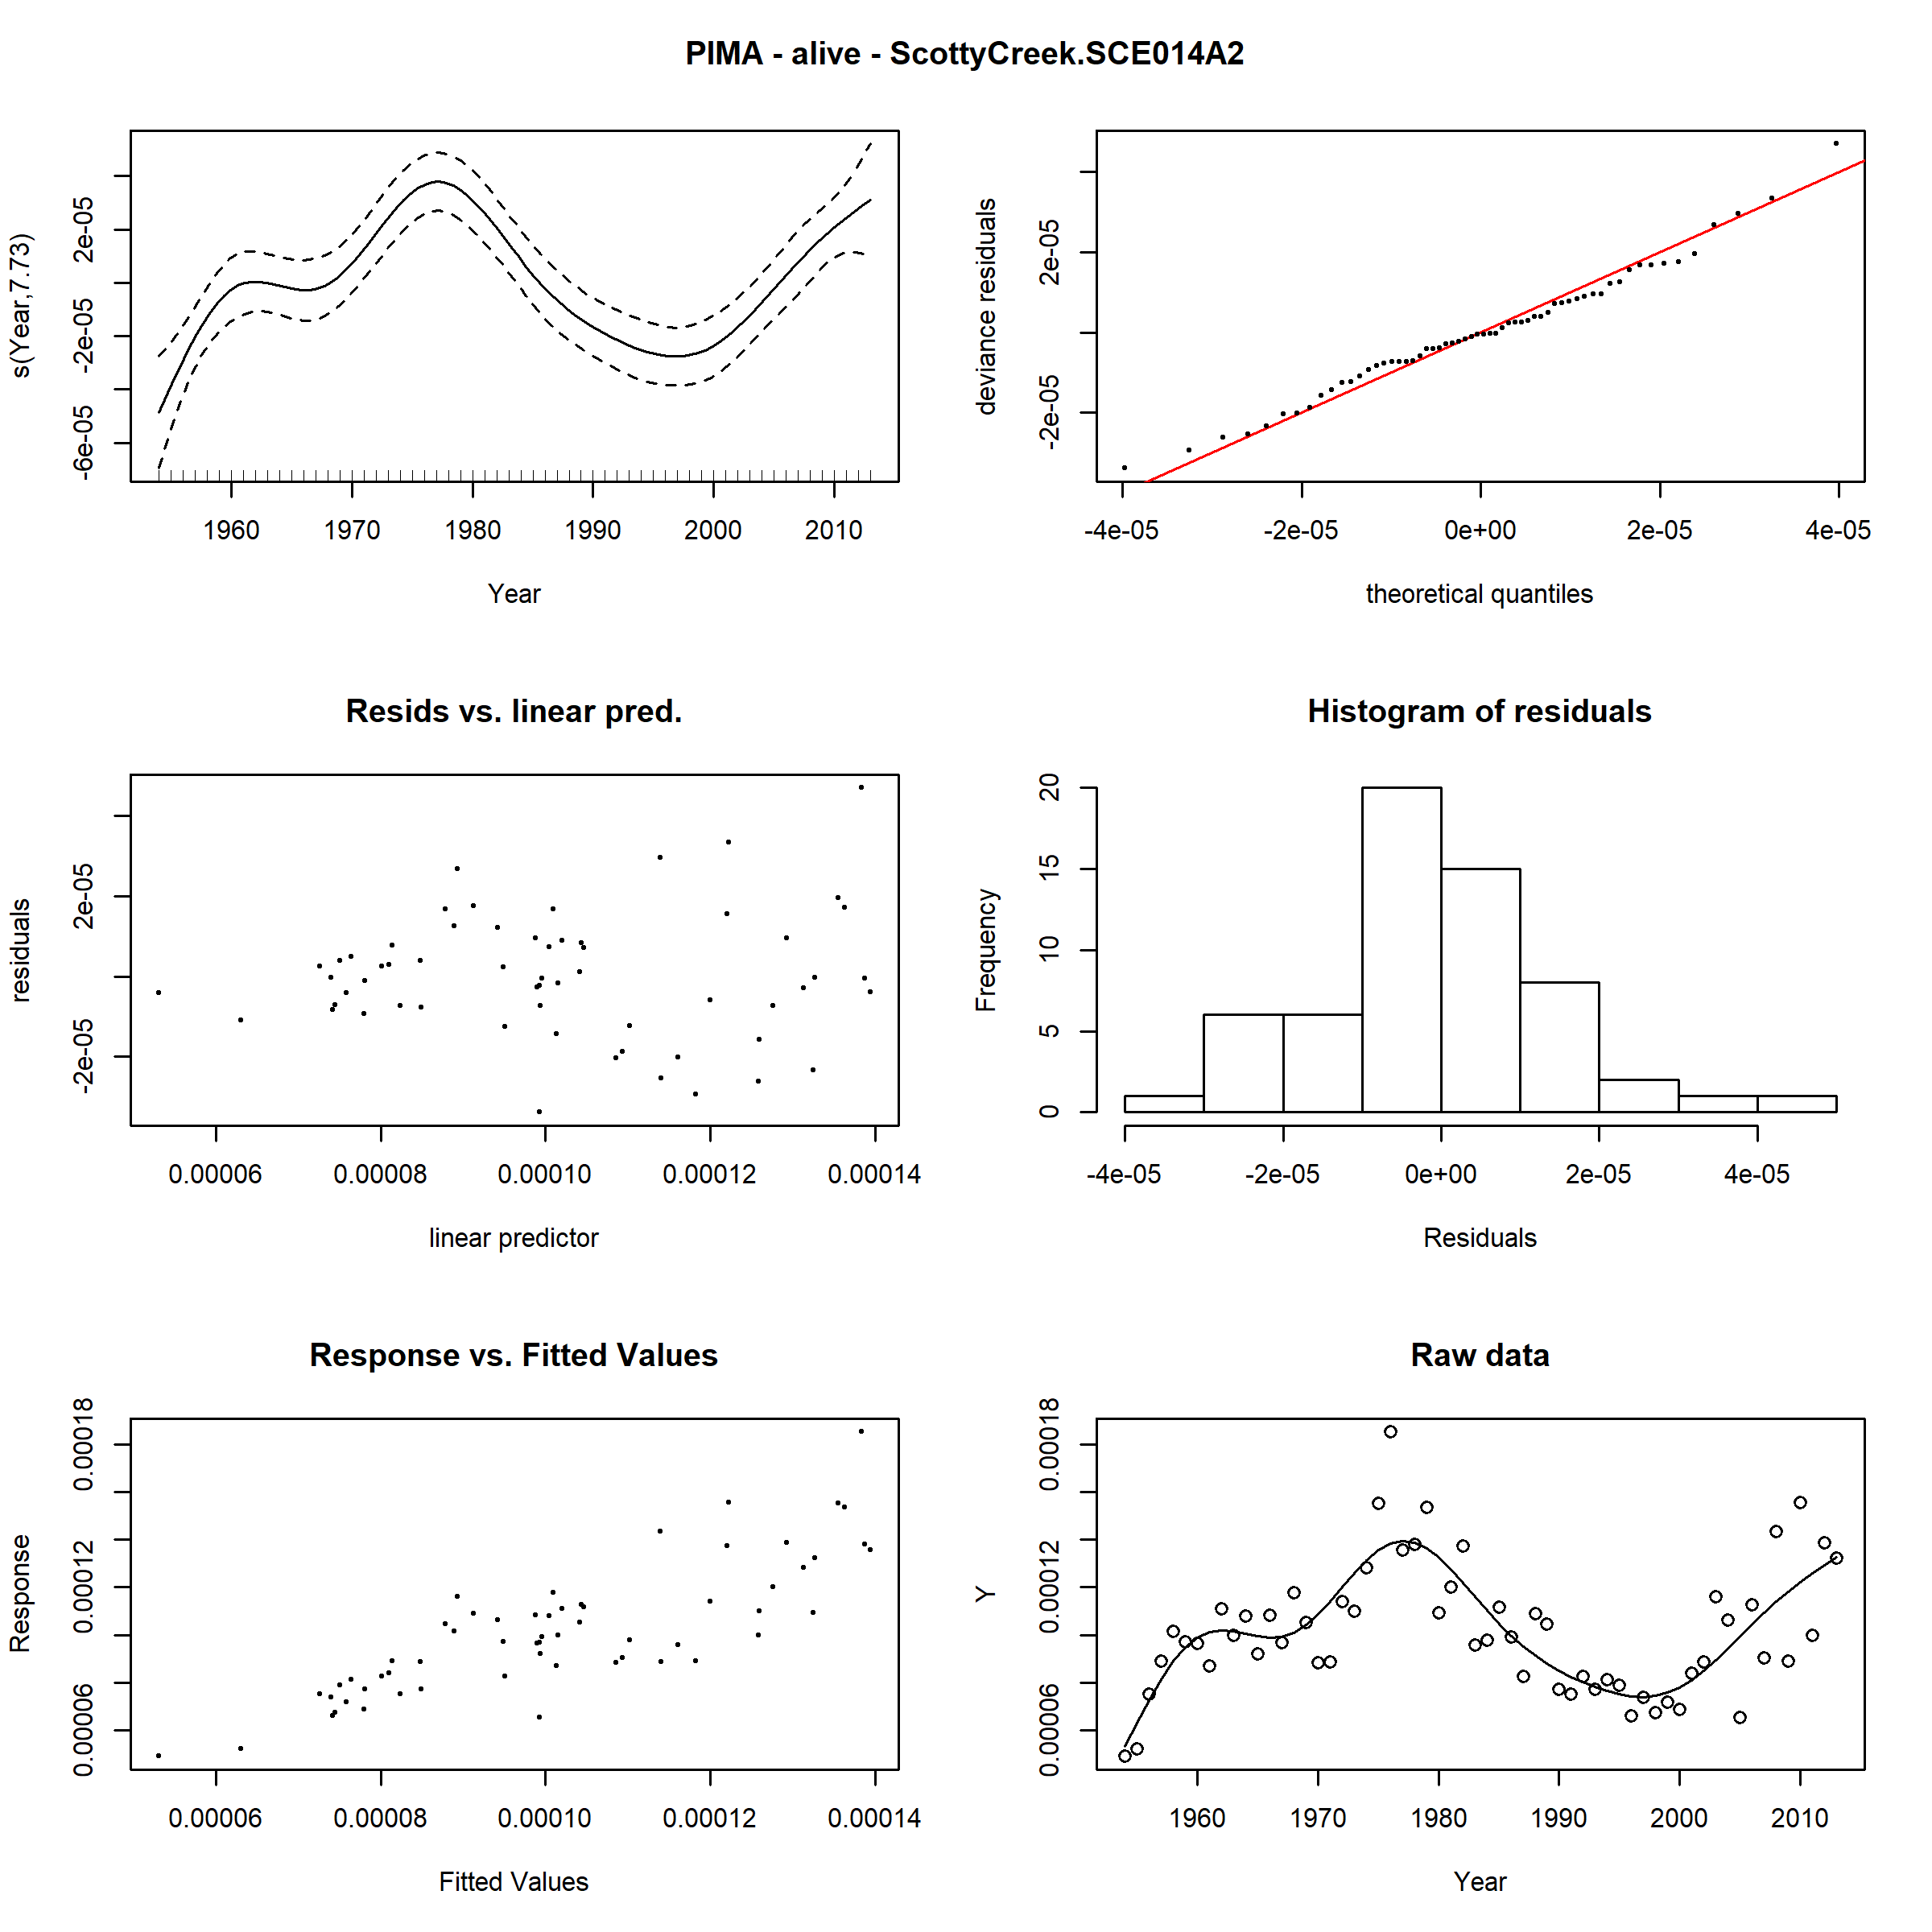 PIMA - alive - ScottyCreek.SCE014A2
s(Year,7.73)
-6e-05 -2e-05 2e-05
1960 1970 1980 1990 2000 2010
Year
deviance residuals
-2e-05 2e-05
-4e-05 -2e-05 0e+00 2e-05 4e-05
theoretical quantiles
Resids vs. linear pred.
residuals
-2e-05 2e-05
0.00006 0.00008 0.00010 0.00012 0.00014
linear predictor
Histogram of residuals
Frequency
0 5 10 15 20
-4e-05 -2e-05 0e+00 2e-05 4e-05
Residuals
Response vs. Fitted Values
Response
0.00006 0.00012 0.00018
0.00006 0.00008 0.00010 0.00012 0.00014
Fitted Values
Raw data
Y
0.00006 0.00012 0.00018
1960 1970 1980 1990 2000 2010
Year